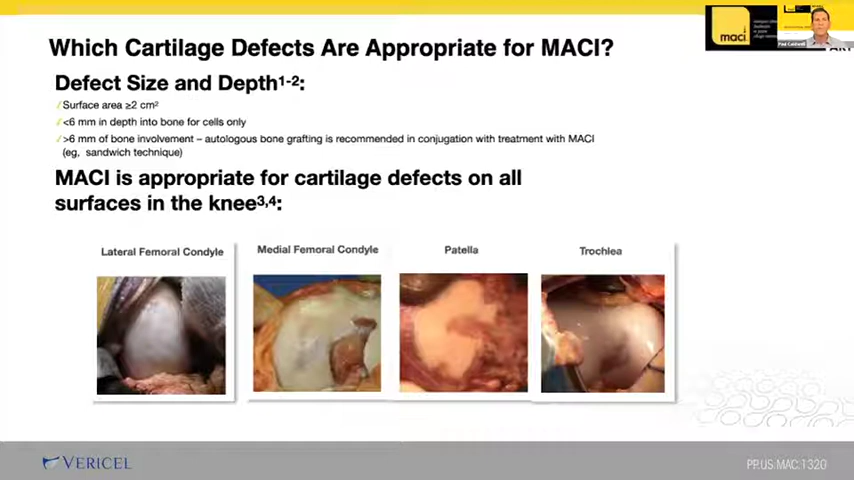 Which Cartilage Defects Are Appropriate for MACI?
Defect Size and Depth1-2:
Surface area ≥2 cm²
<6 mm in depth into bone for cells only
>6 mm of bone involvement – autologous bone grafting is recommended in conjugation with treatment with MACI
(eg, sandwich technique)
MACI is appropriate for cartilage defects on all
surfaces in the knee3,4:
Lateral Femoral Condyle
Medial Femoral Condyle
Patella
Trochlea
VERICEL
PP.US.MAC.1320
maci
Paul Caldwell